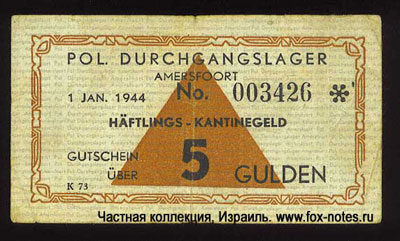 POL. DURCHGANGSLAGER
AMERSFOORT
1 JAN. 1944 No. 003426 *
HÄFTLINGS - KANTINEGELD
GUTSCHEIN ÜBER 5 GULDEN
K 73
Частная коллекция, Израиль. www.fox-notes.ru